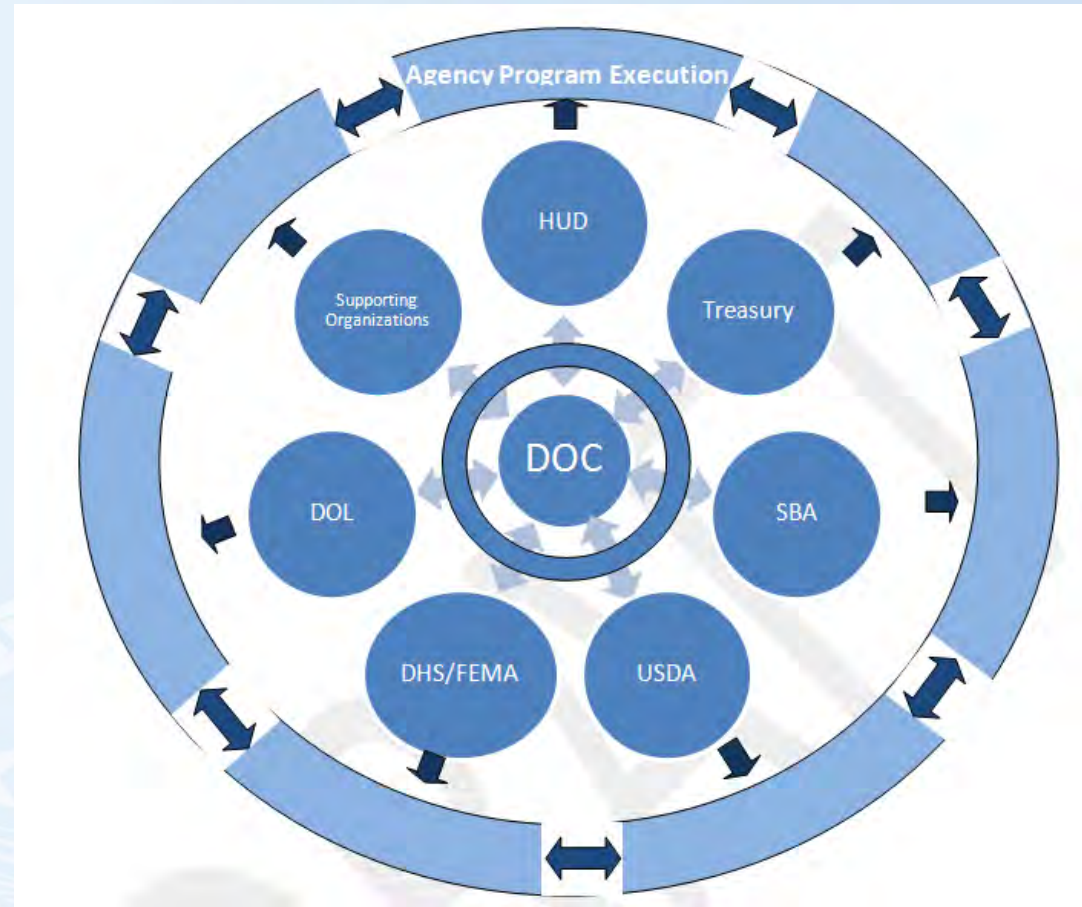 Agency Program Execution
HUD
Supporting
Organizations
Treasury
DOC
DOL
SBA
DHS/FEMA
USDA